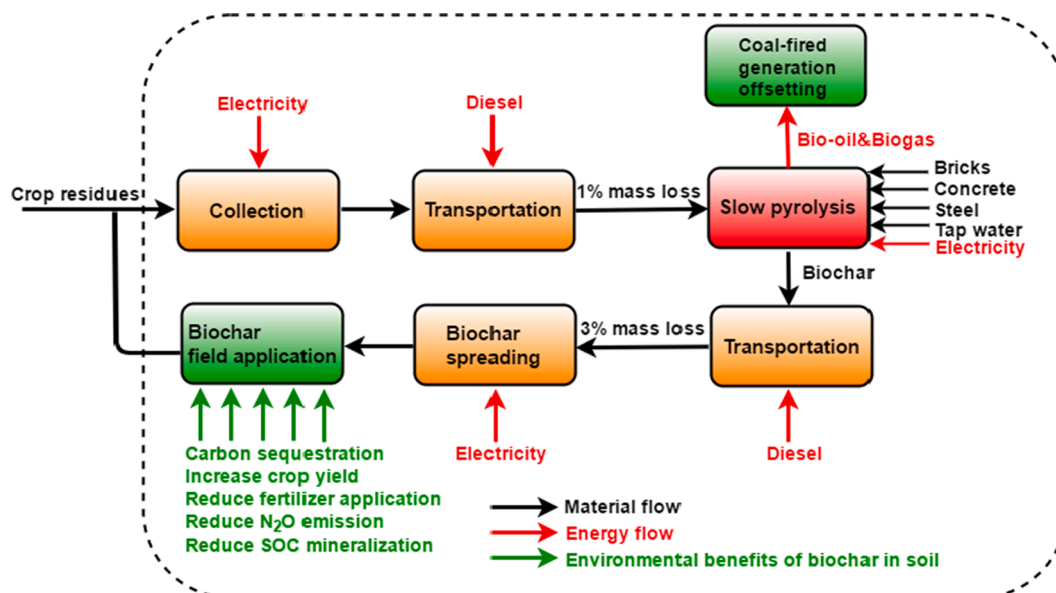 Coal-fired
generation
offsetting
Electricity
Diesel
Bio-oil&Biogas
Crop residues
Collection
Transportation
1% mass loss
Slow pyrolysis
Bricks
Concrete
Steel
Tap water
Electricity
Biochar
Biochar
field application
Biochar
spreading
3% mass loss
Transportation
Carbon sequestration
Increase crop yield
Reduce fertilizer application
Reduce N₂O emission
Reduce SOC mineralization
Electricity
Diesel
Material flow
Energy flow
Environmental benefits of biochar in soil